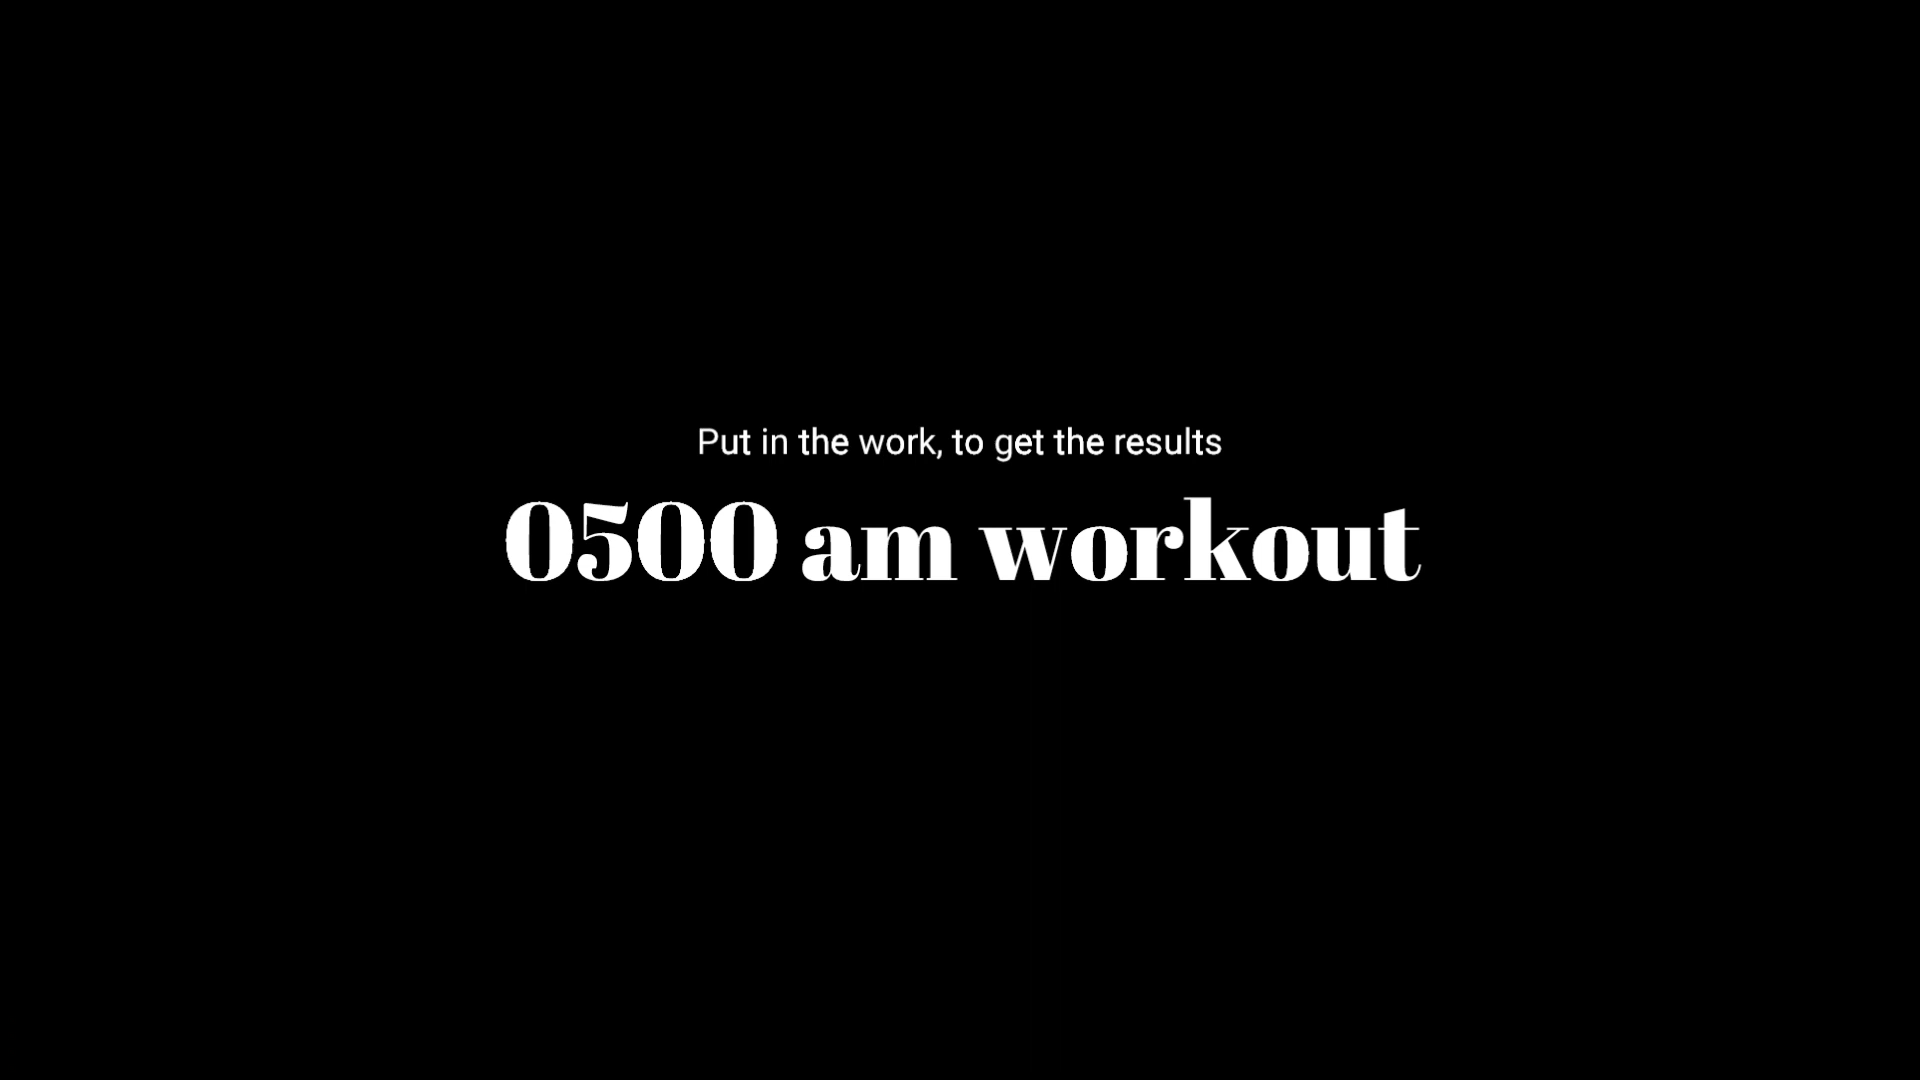 Put in the work, to get the results
0500 am workout